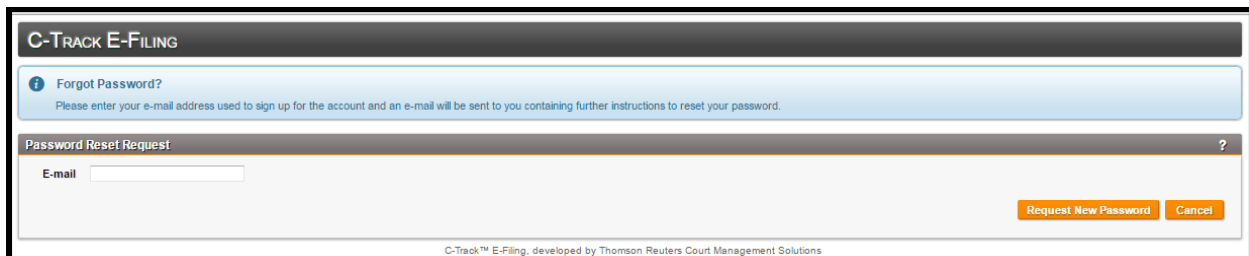 C-Track E-Filing
Forgot Password?
Please enter your e-mail address used to sign up for the account and an e-mail will be sent to you containing further instructions to reset your password.
Password Reset Request ?
E-mail
Request New Password Cancel
C-Track™ E-Filing, developed by Thomson Reuters Court Management Solutions